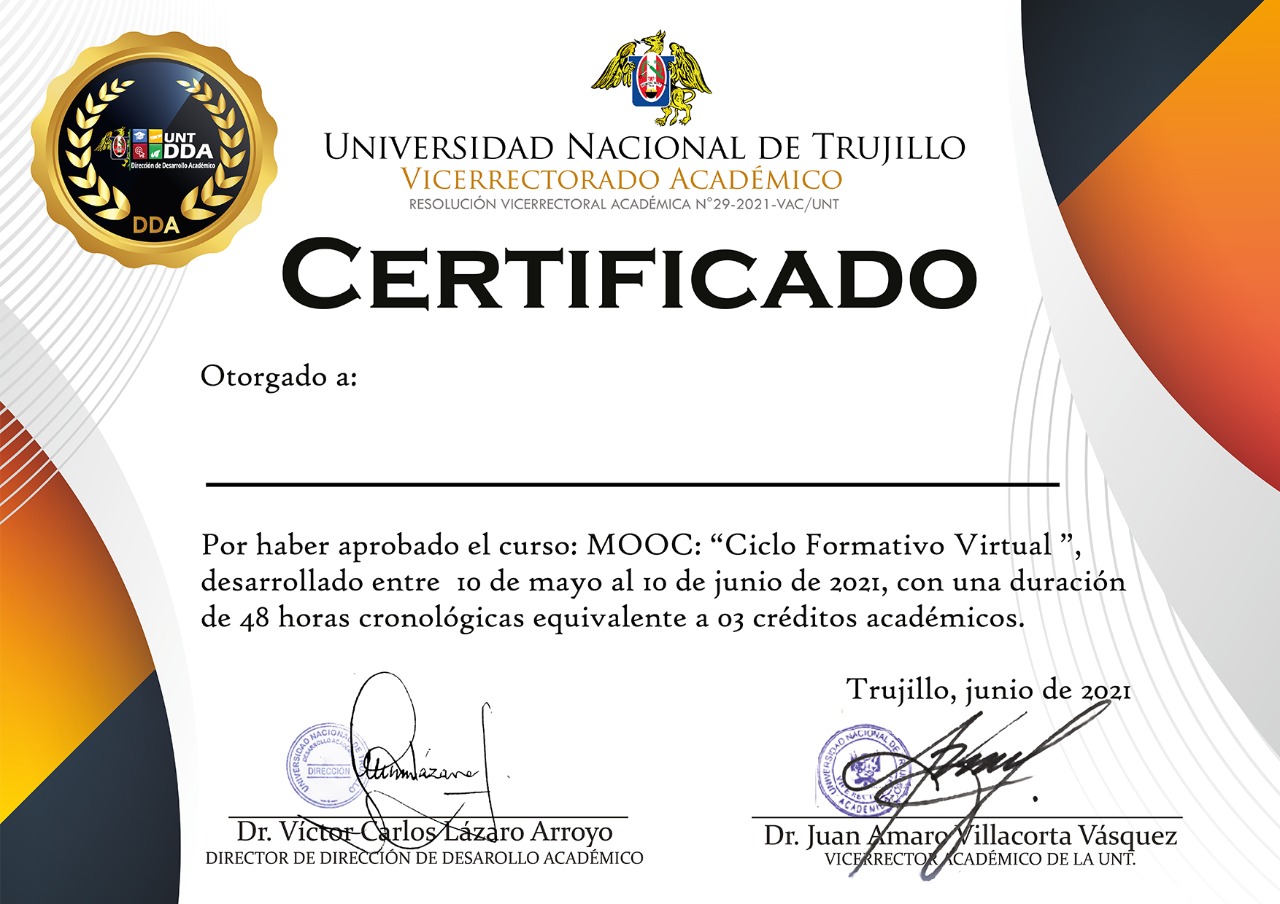 UNT
DDA
Dirección de Desarrollo Académico
DDA
UNIVERSIDAD NACIONAL DE TRUJILLO
VICERRECTORADO ACADÉMICO
RESOLUCIÓN VICERRECTORAL ACADÉMICA N°29-2021-VAC/UNT
CERTIFICADO
Otorgado a:
Por haber aprobado el curso: MOOC: “Ciclo Formativo Virtual ”,
desarrollado entre 10 de mayo al 10 de junio de 2021, con una duración
de 48 horas cronológicas equivalente a 03 créditos académicos.
Trujillo, junio de 2021
UNIVERSIDAD NACIONAL DE
DIRECCIÓN
Dr. Víctor Carlos Lázaro Arroyo
DIRECTOR DE DIRECCIÓN DE DESAROLLO ACADÉMICO
UNIVERSIDAD NACIONAL DE
Dr. Juan Amaro Villacorta Vásquez
VICERRECTOR ACADÉMICO DE LA UNT.